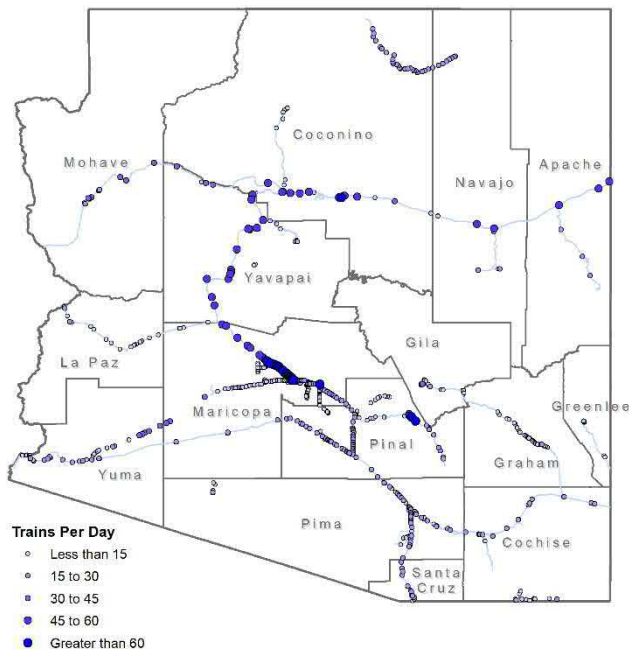 Coconino
Mohave
Apache
Navajo
Yavapai
Gila
La Paz
Greenlee
Maricopa
Pinal
Graham
Yuma
Pima
Cochise
Santa
Cruz
Trains Per Day
Less than 15
15 to 30
30 to 45
45 to 60
Greater than 60